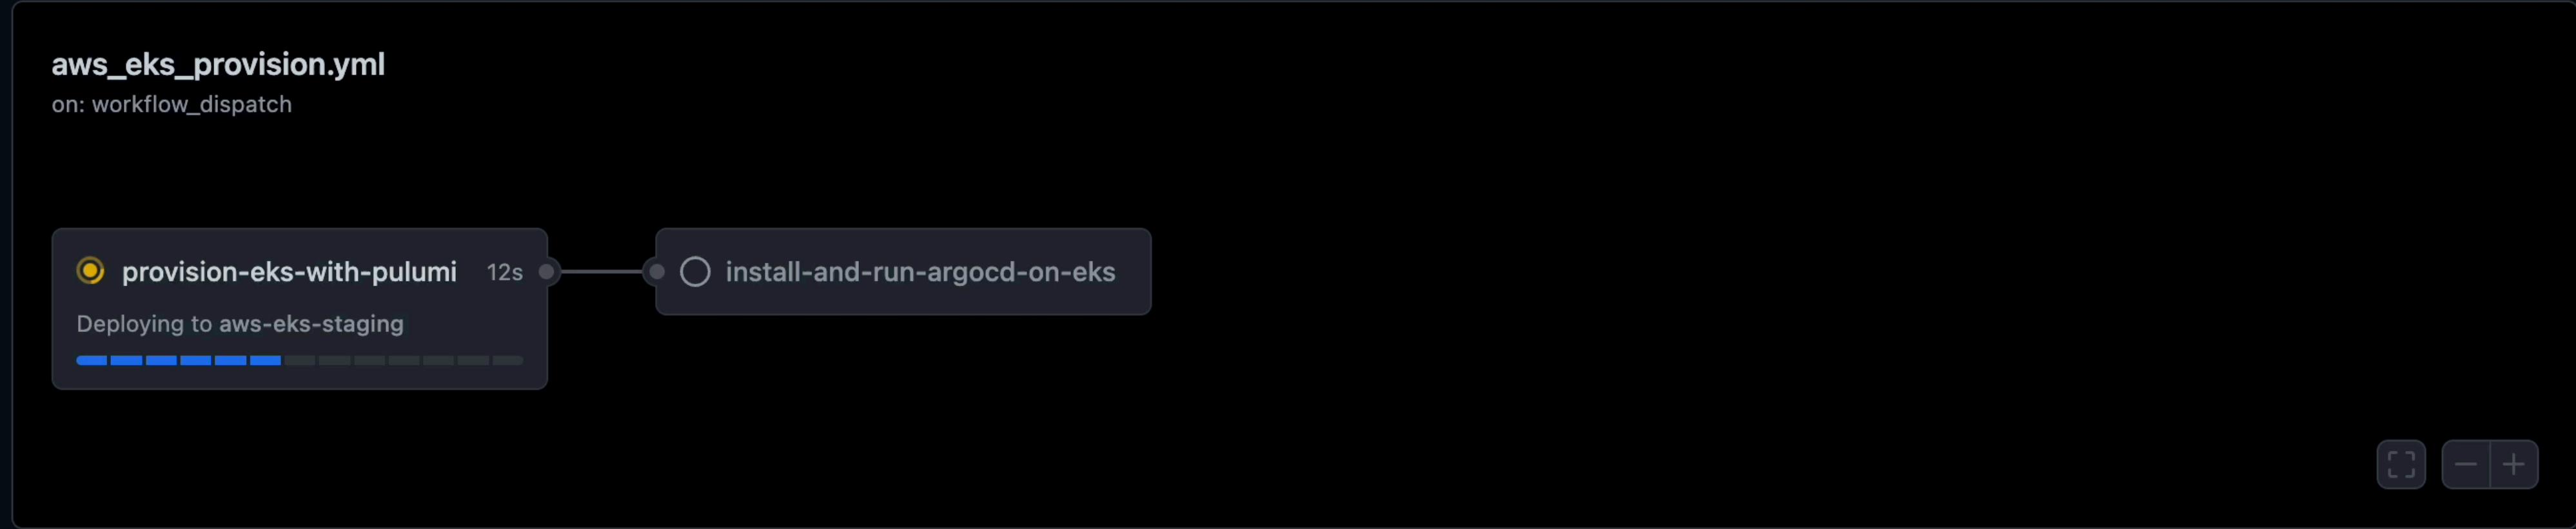 aws_eks_provision.yml
on: workflow_dispatch
provision-eks-with-pulumi 12s
install-and-run-argocd-on-eks
Deploying to aws-eks-staging